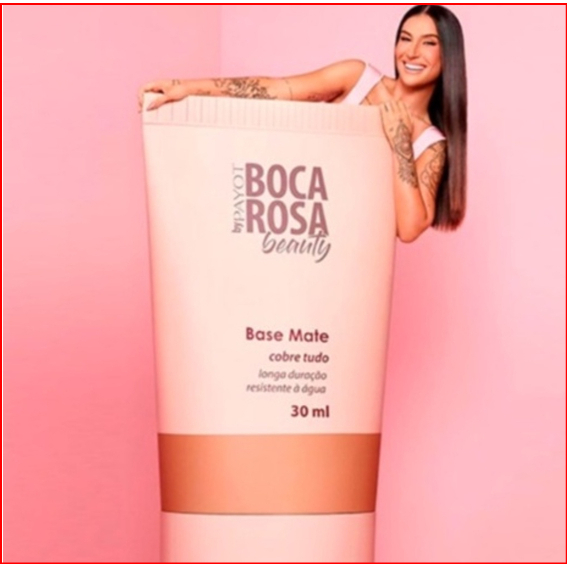 by PAYOT
BOCA
ROSA
beauty
Base Mate
cobre tudo
longa duração
resistente à água
30 ml